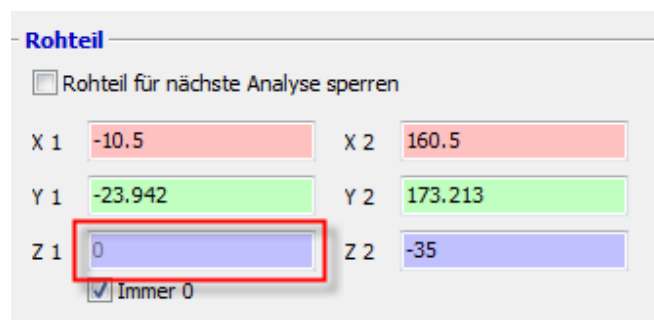 Rohteil
Rohteil für nächste Analyse sperren
X 1 -10.5 X 2 160.5
Y 1 -23.942 Y 2 173.213
Z 1 0 Z 2 -35
Immer 0